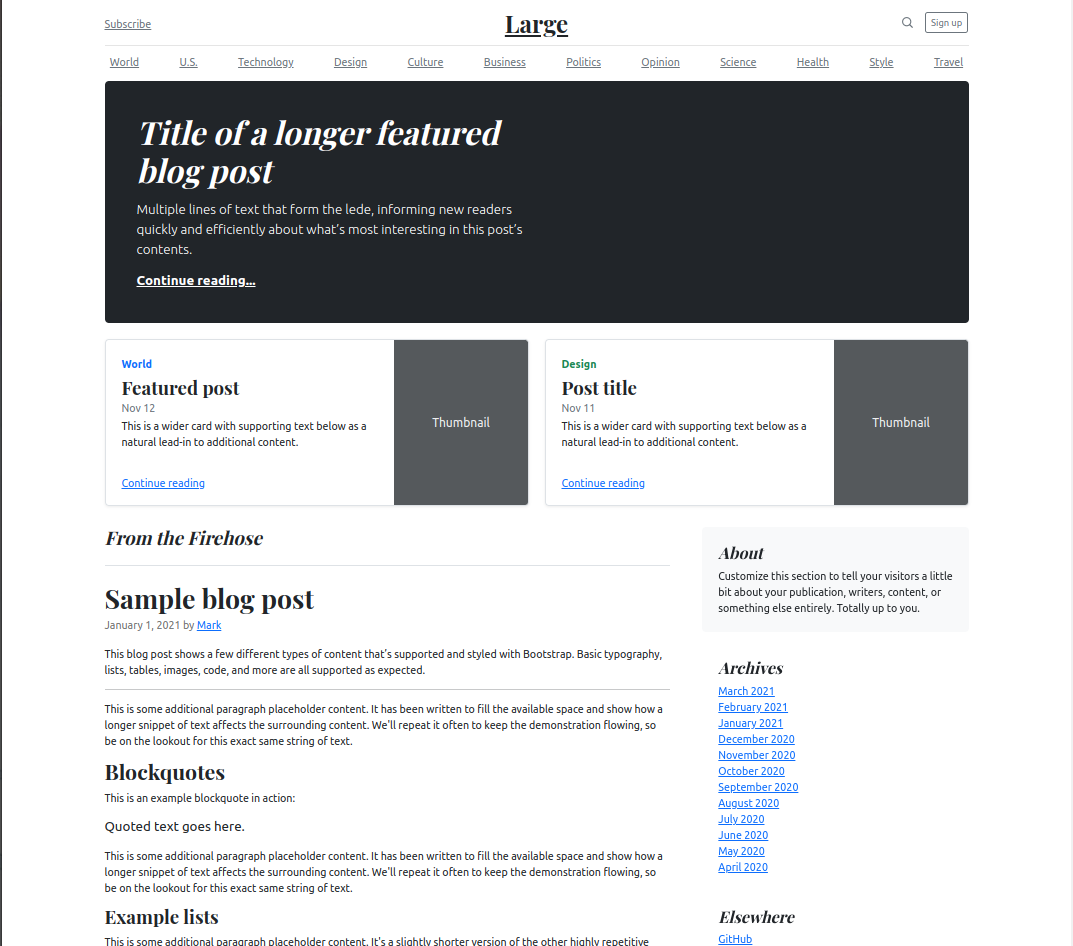 Subscribe
Large
Sign up
World U.S. Technology Design Culture Business Politics Opinion Science Health Style Travel
Title of a longer featured
blog post
Multiple lines of text that form the lede, informing new readers
quickly and efficiently about what’s most interesting in this post’s
contents.
Continue reading...
World
Featured post
Nov 12
This is a wider card with supporting text below as a
natural lead-in to additional content.
Continue reading
Thumbnail
Design
Post title
Nov 11
This is a wider card with supporting text below as a
natural lead-in to additional content.
Continue reading
Thumbnail
From the Firehose
Sample blog post
January 1, 2021 by Mark
This blog post shows a few different types of content that’s supported and styled with Bootstrap. Basic typography,
lists, tables, images, code, and more are all supported as expected.
This is some additional paragraph placeholder content. It has been written to fill the available space and show how a
longer snippet of text affects the surrounding content. We'll repeat it often to keep the demonstration flowing, so
be on the lookout for this exact same string of text.
Blockquotes
This is an example blockquote in action:
Quoted text goes here.
This is some additional paragraph placeholder content. It has been written to fill the available space and show how a
longer snippet of text affects the surrounding content. We'll repeat it often to keep the demonstration flowing, so
be on the lookout for this exact same string of text.
Example lists
This is some additional paragraph placeholder content. It's a slightly shorter version of the other highly repetitive
About
Customize this section to tell your visitors a little
bit about your publication, writers, content, or
something else entirely. Totally up to you.
Archives
March 2021
February 2021
January 2021
December 2020
November 2020
October 2020
September 2020
August 2020
July 2020
June 2020
May 2020
April 2020
Elsewhere
GitHub